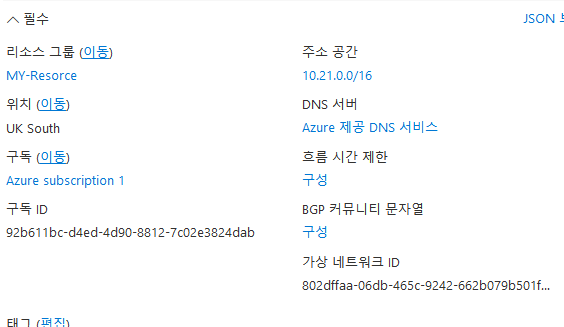 필수
JSON
리소스 그룹 (이동)
MY-Resorce
위치 (이동)
UK South
구독 (이동)
Azure subscription 1
구독 ID
92b611bc-d4ed-4d90-8812-7c02e3824dab
주소 공간
10.21.0.0/16
DNS 서버
Azure 제공 DNS 서비스
흐름 시간 제한
구성
BGP 커뮤니티 문자열
구성
가상 네트워크 ID
802dffaa-06db-465c-9242-662b079b501f...
태그 (편집)